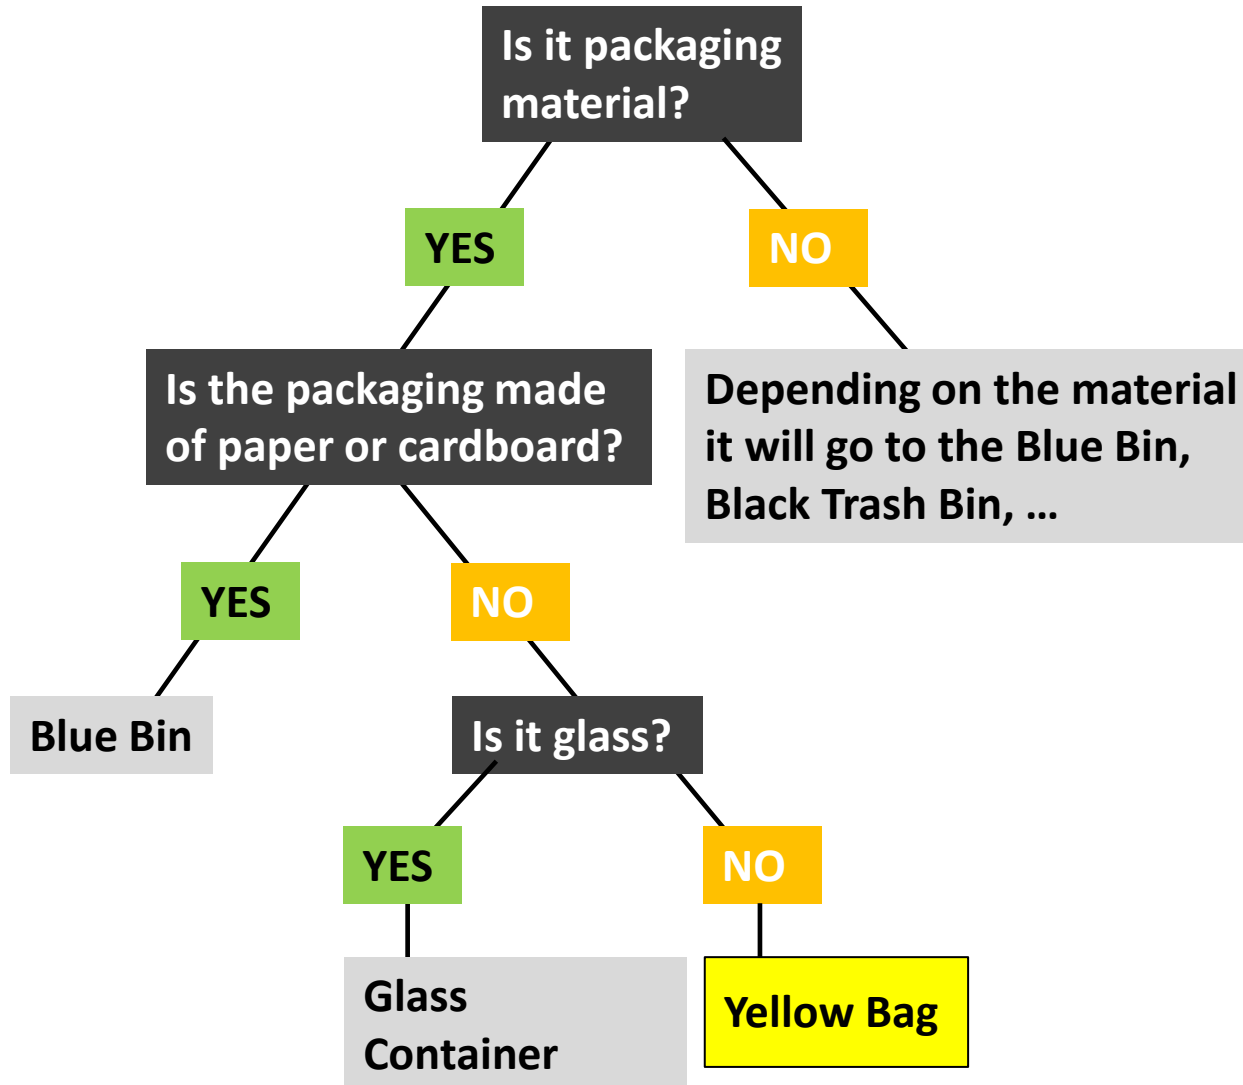 Is it packaging
material?
YES
NO
Is the packaging made
of paper or cardboard?
Depending on the material
it will go to the Blue Bin,
Black Trash Bin, …
YES
NO
Blue Bin
Is it glass?
YES
NO
Glass
Container
Yellow Bag